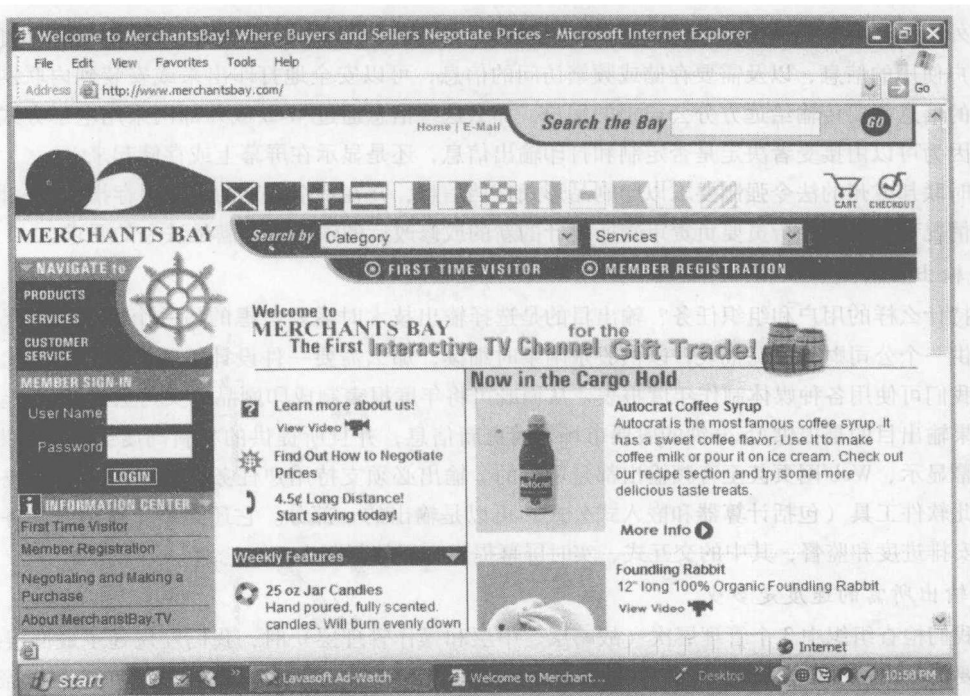 Welcome to MerchantsBay! Where Buyers and Sellers Negotiate Prices - Microsoft Internet Explorer
File Edit View Favorites Tools Help
Address http://www.merchantsbay.com/ Go
Home | E-Mail Search the Bay GO
CART CHECKOUT
MERCHANTS BAY
Search by Category Services
FIRST TIME VISITOR MEMBER REGISTRATION
NAVIGATE to
PRODUCTS
SERVICES
CUSTOMER
SERVICE
MEMBER SIGN-IN
User Name
Password
LOGIN
INFORMATION CENTER
First Time Visitor
Member Registration
Negotiating and Making a
Purchase
About MerchantsBay.TV
Welcome to
MERCHANTS BAY for the
The First Interactive TV Channel Gift Trade!
Learn more about us!
View Video
Find Out How to Negotiate
Prices
4.5¢ Long Distance!
Start saving today!
Weekly Features
25 oz Jar Candles
Hand poured, fully scented.
candles. Will burn evenly down
Now in the Cargo Hold
Autocrat Coffee Syrup
Autocrat is the most famous coffee syrup. It
has a sweet coffee flavor. Use it to make
coffee milk or pour it on ice cream. Check out
the recipe section and try some more
delicious taste treats.
More Info
Foundling Rabbit
12" long 100% Organic Foundling Rabbit
View Video
Internet
start Lavasoft Ad-Watch Welcome to Merchant... Desktop 10:58 PM